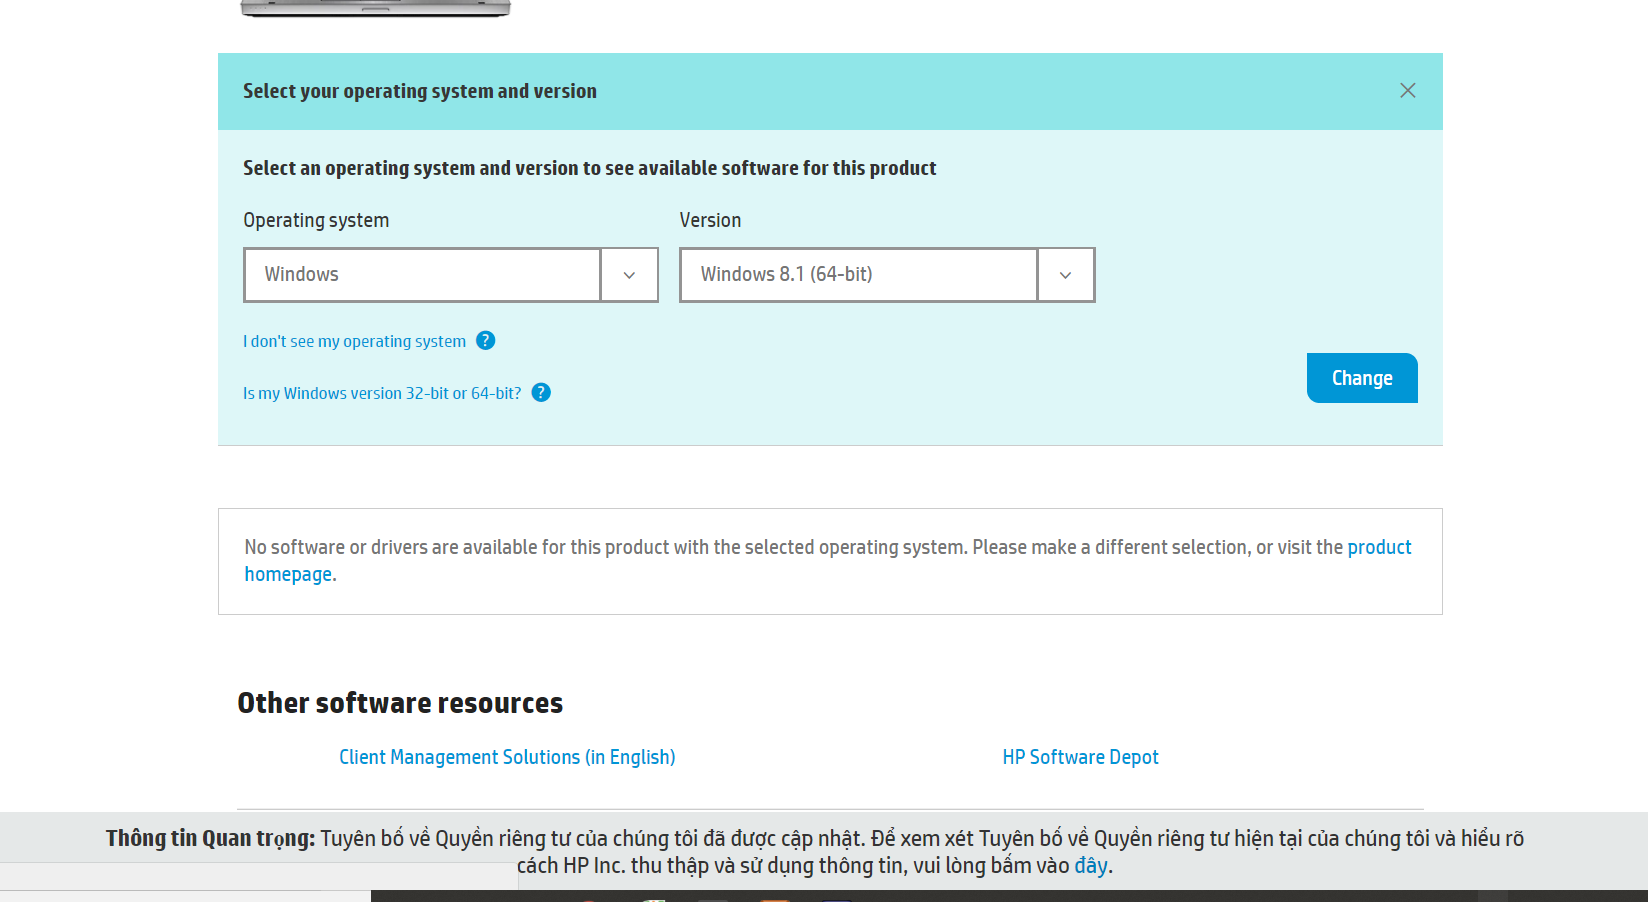 Select your operating system and version
Select an operating system and version to see available software for this product
Operating system
Version
Windows
Windows 8.1 (64-bit)
I don't see my operating system ?
Is my Windows version 32-bit or 64-bit? ?
Change
No software or drivers are available for this product with the selected operating system. Please make a different selection, or visit the product
homepage.
Other software resources
Client Management Solutions (in English)
HP Software Depot
Thông tin Quan trọng: Tuyên bố về Quyền riêng tư của chúng tôi đã được cập nhật. Để xem xét Tuyên bố về Quyền riêng tư hiện tại của chúng tôi và hiểu rõ
cách HP Inc. thu thập và sử dụng thông tin, vui lòng bấm vào đây.